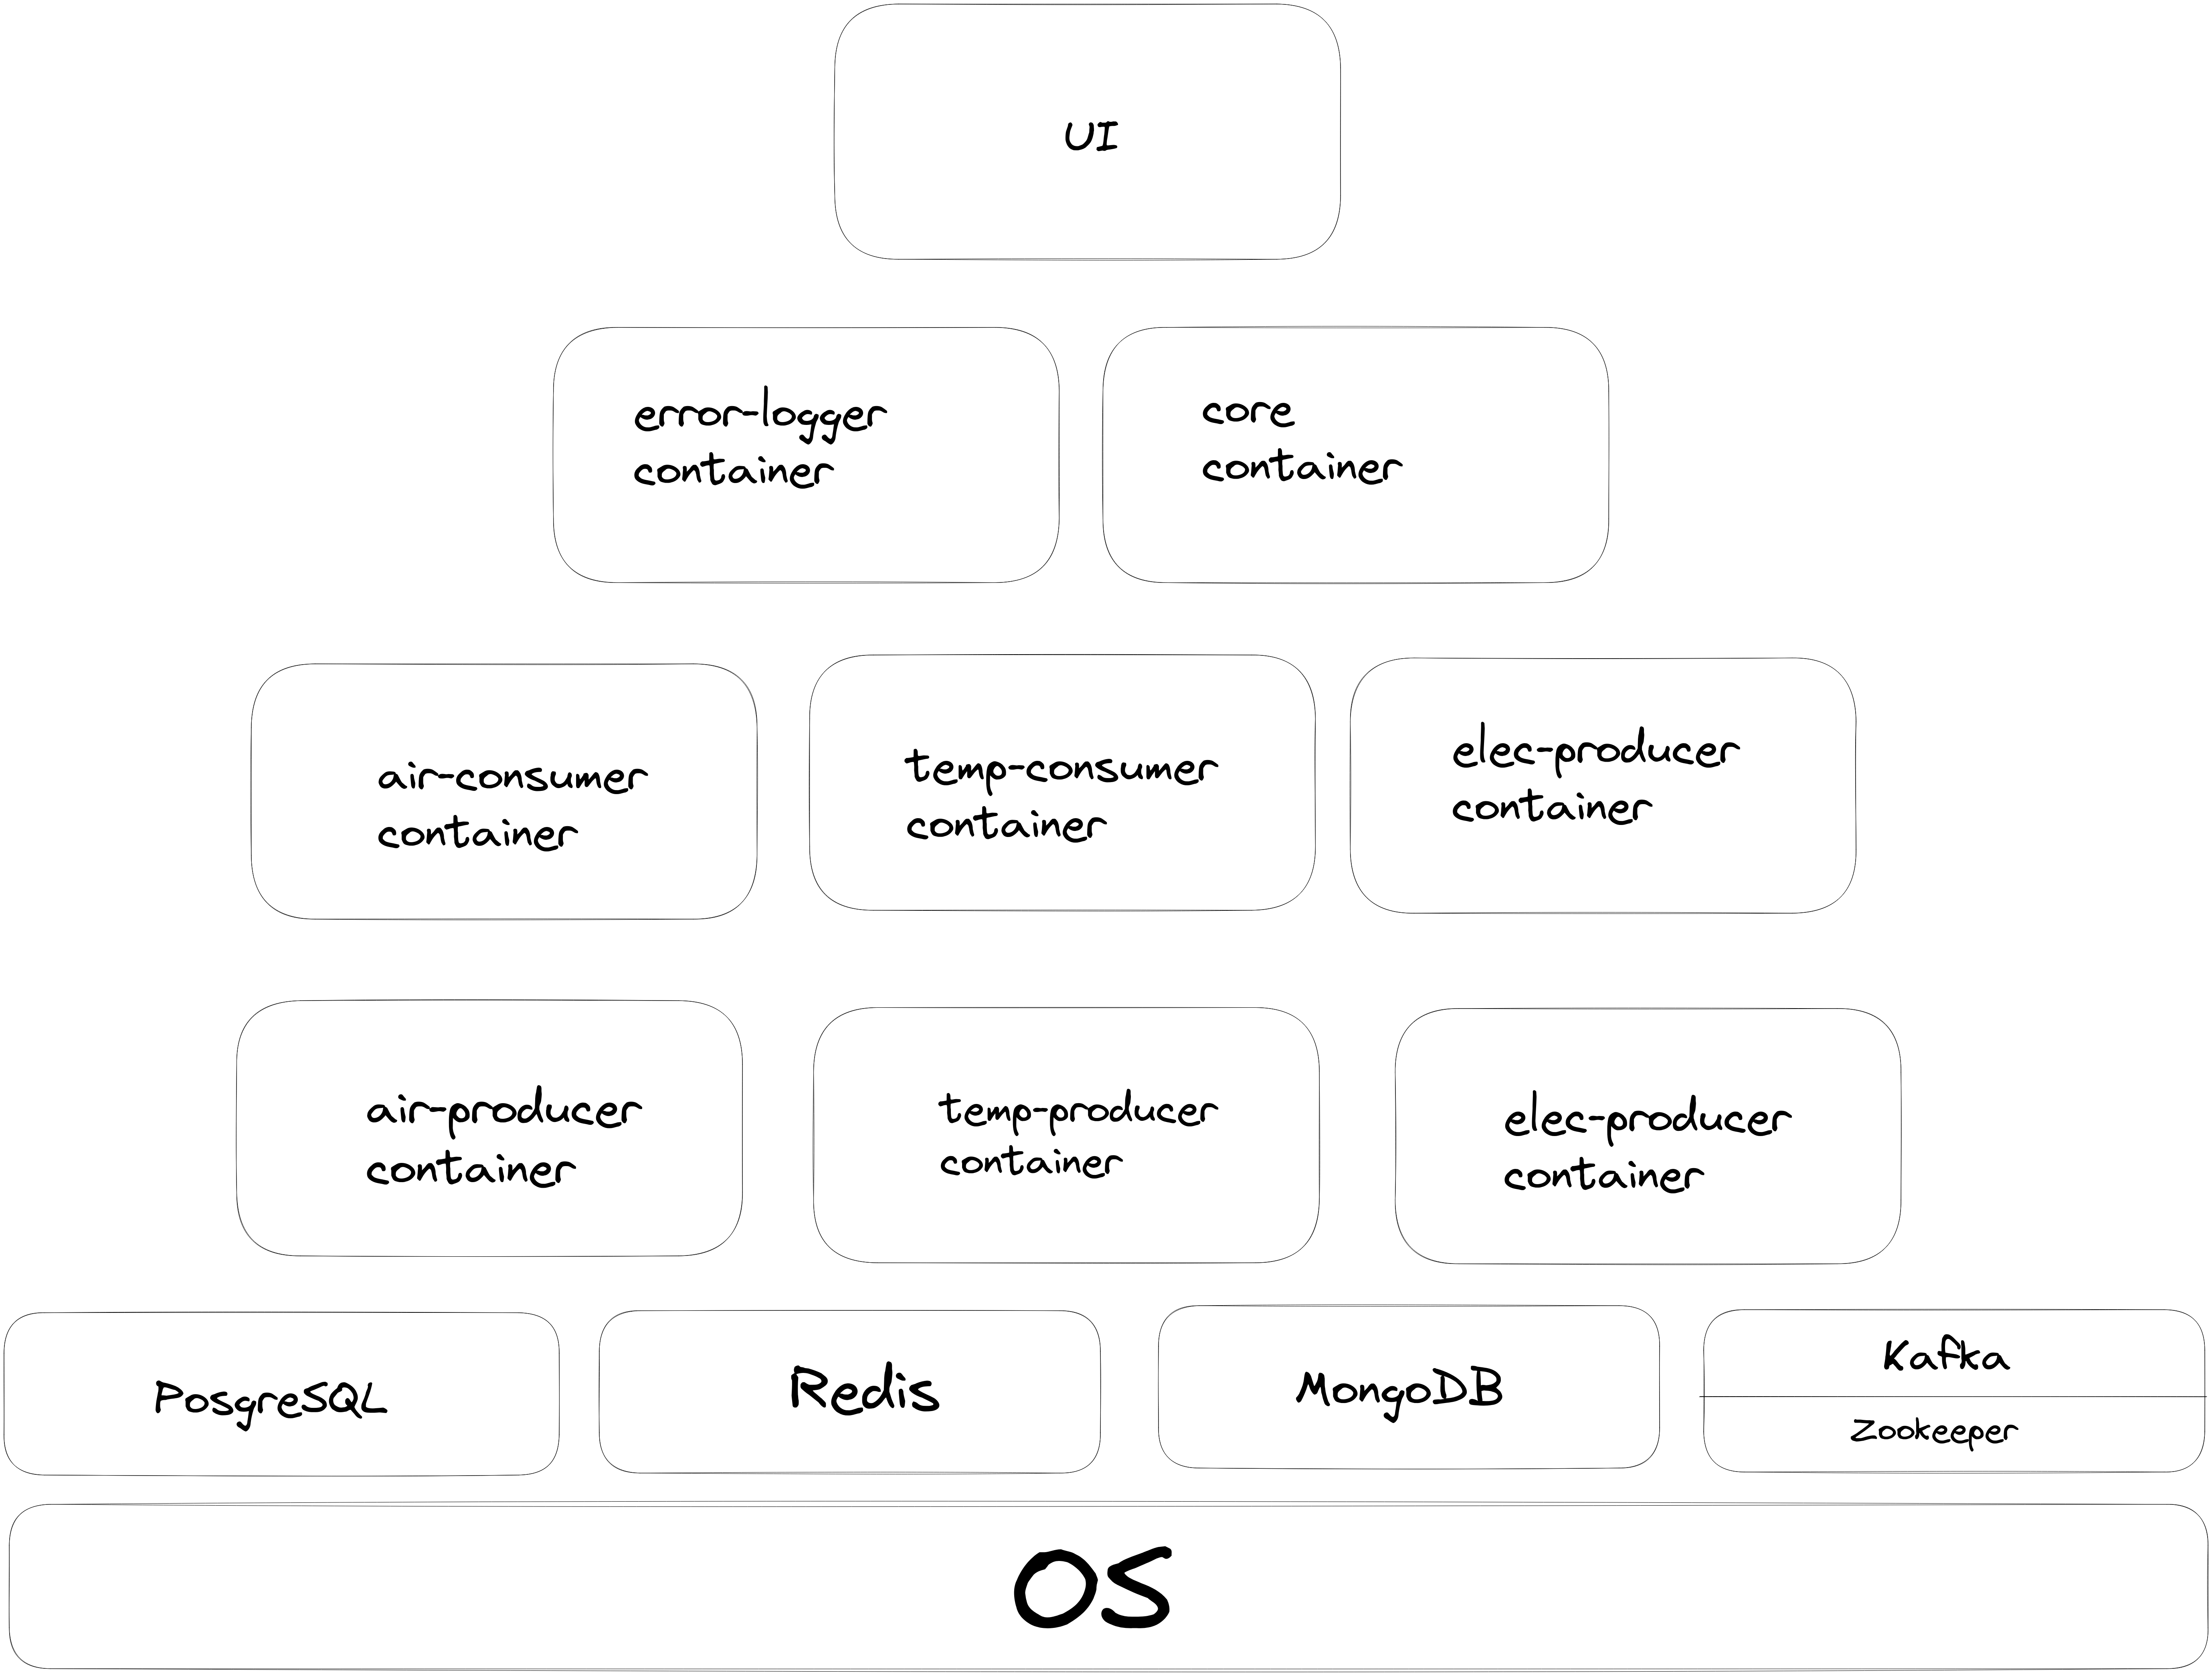 UI
error-logger
container
core
container
air-consumer
container
temp-consumer
container
elec-producer
container
air-producer
container
temp-producer
container
elec-producer
container
PosgreSQL
Redis
MongoDB
Kafka
Zookeeper
OS